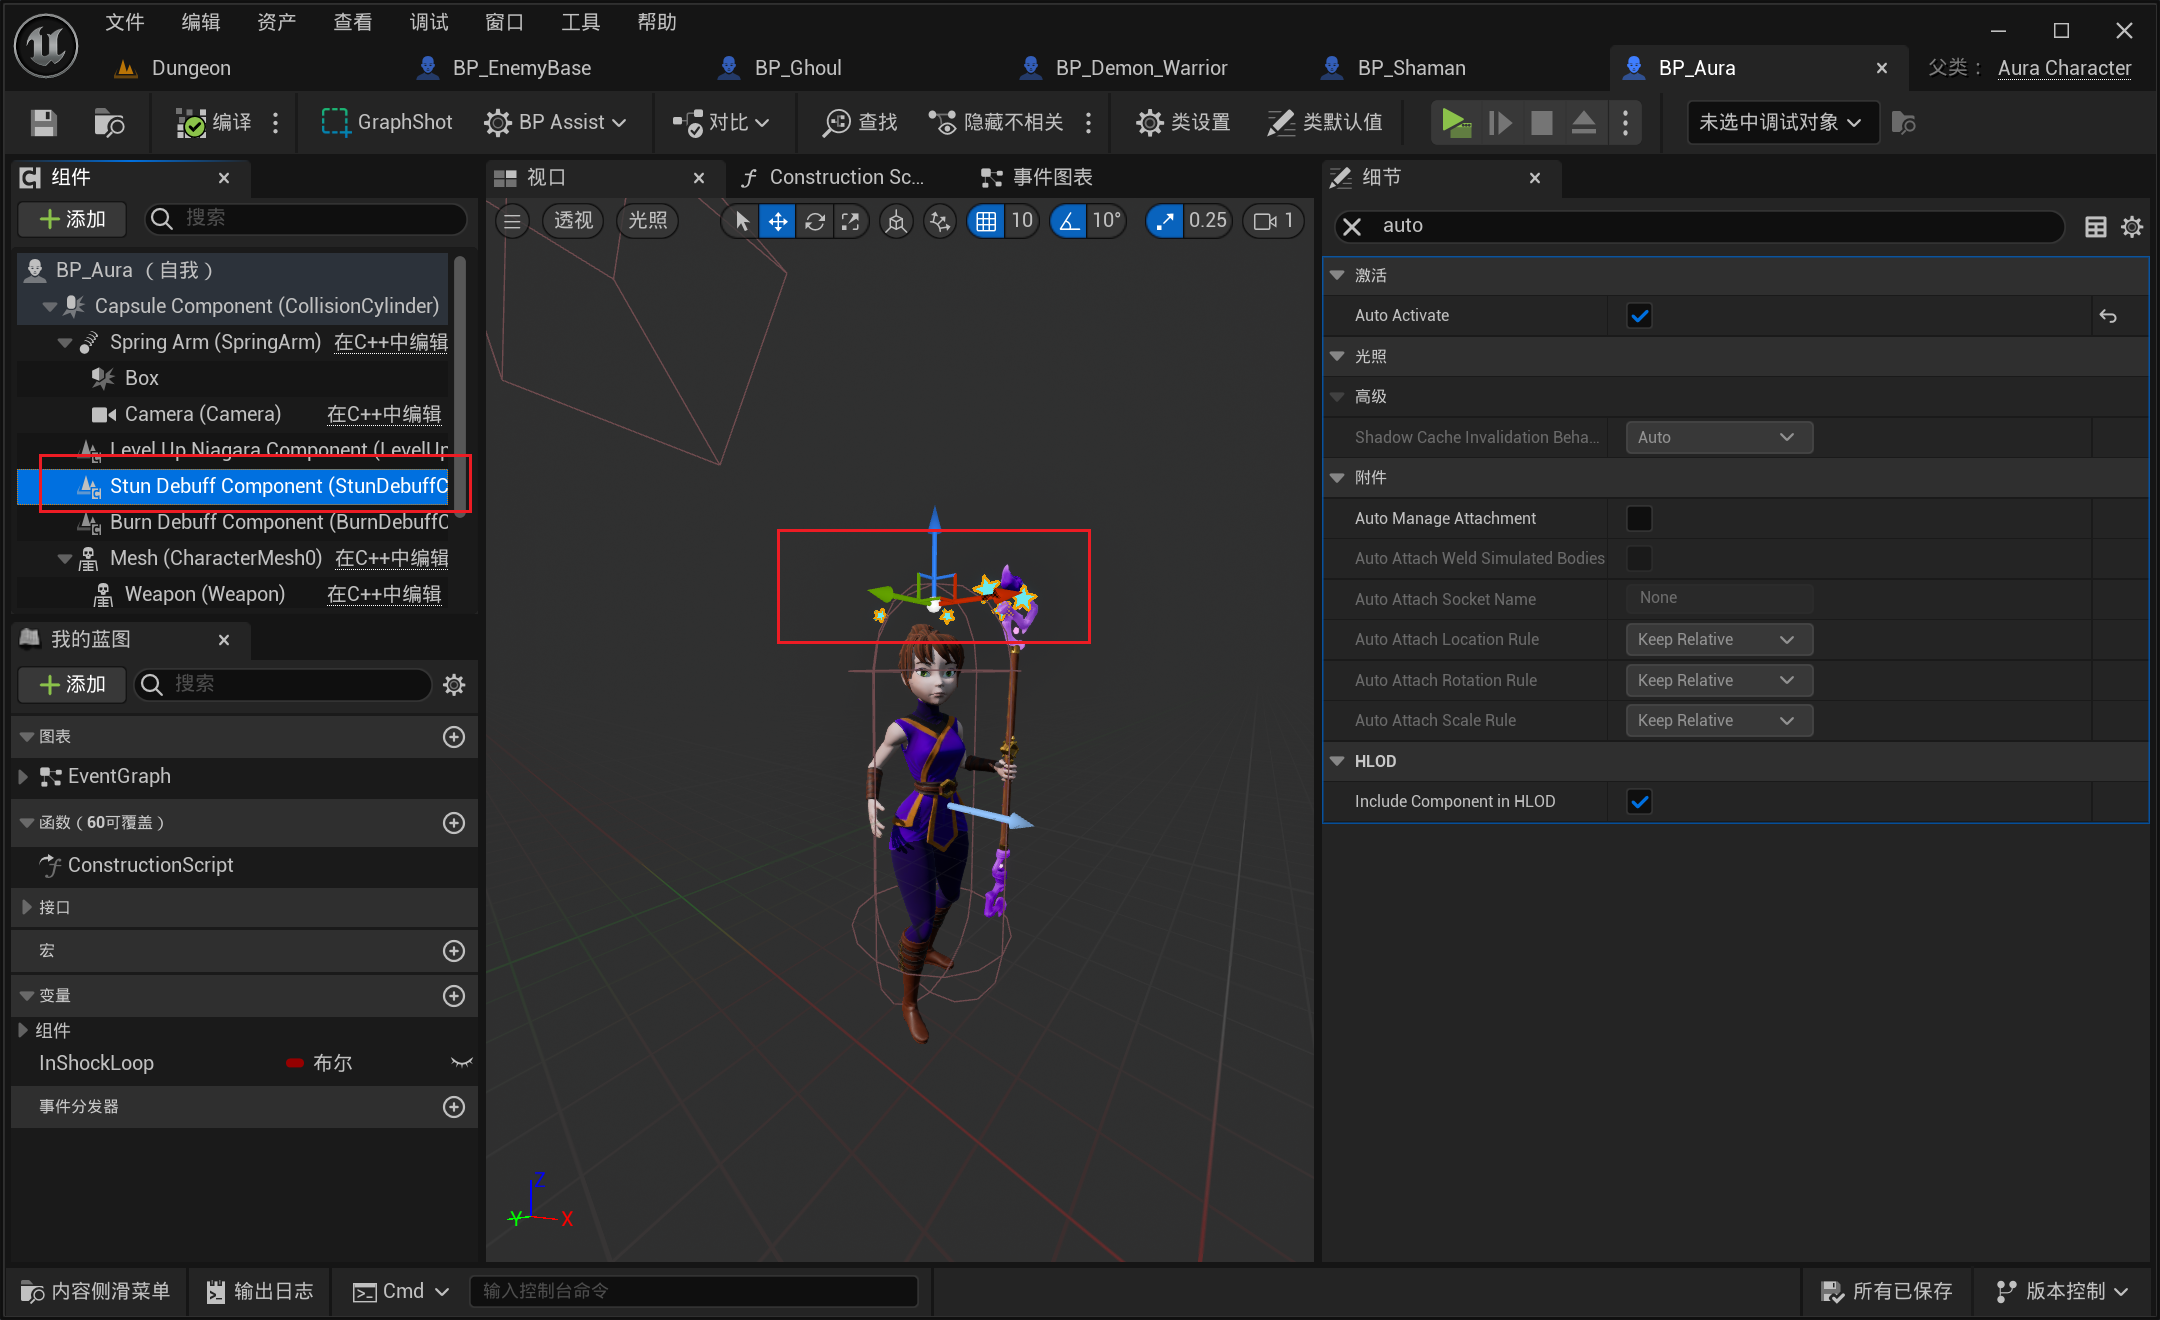 文件 编辑 资产 查看 调试 窗口 工具 帮助
Dungeon BP_EnemyBase BP_Ghoul BP_Demon_Warrior BP_Shaman BP_Aura 父类： Aura Character
编译 GraphShot BP Assist 对比 查找 隐藏不相关 类设置 类默认值 未选中调试对象
组件
添加 搜索
BP_Aura （自我）
Capsule Component (CollisionCylinder)
Spring Arm (SpringArm) 在C++中编辑
Box
Camera (Camera) 在C++中编辑
Level Up Niagara Component (LevelUp
Stun Debuff Component (StunDebuffC
Burn Debuff Component (BurnDebuffC
Mesh (CharacterMesh0) 在C++中编辑
Weapon (Weapon) 在C++中编辑
我的蓝图
添加 搜索
图表
EventGraph
函数（60可覆盖）
ConstructionScript
接口
宏
变量
组件
InShockLoop 布尔
事件分发器
视口 Construction Sc... 事件图表
透视 光照 10 10° 0.25 1
Z
Y X
细节
auto
激活
Auto Activate
光照
高级
Shadow Cache Invalidation Beha... Auto
附件
Auto Manage Attachment
Auto Attach Weld Simulated Bodies
Auto Attach Socket Name None
Auto Attach Location Rule Keep Relative
Auto Attach Rotation Rule Keep Relative
Auto Attach Scale Rule Keep Relative
HLOD
Include Component in HLOD
内容侧滑菜单 输出日志 Cmd 输入控制台命令 所有已保存 版本控制